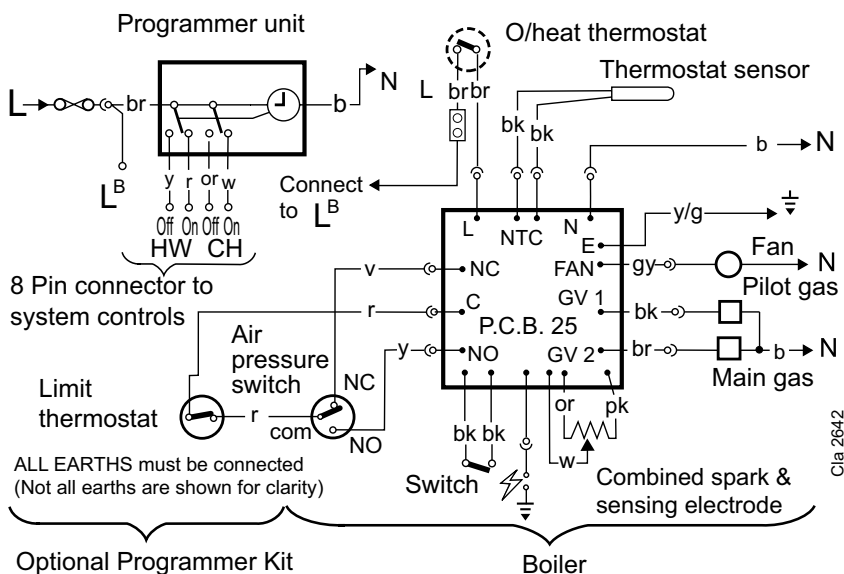 Programmer unit
O/heat thermostat
Thermostat sensor
L
br
b
N
L br br
bk bk
b
N
y r or w
L B
Connect
to L B
Off On Off On
HW CH
8 Pin connector to
system controls
L
NTC
N
E
y/g
NC
FAN
gy
Fan
N
v
C
r
GV 1
bk
Pilot gas
P.C.B. 25
y
NO
GV 2
br
b
N
Main gas
Air
pressure
switch
NC
Limit
thermostat
r
com
NO
bk bk
or
pk
w
Switch
ALL EARTHS must be connected
(Not all earths are shown for clarity)
Combined spark &
sensing electrode
Cla 2642
Optional Programmer Kit
Boiler